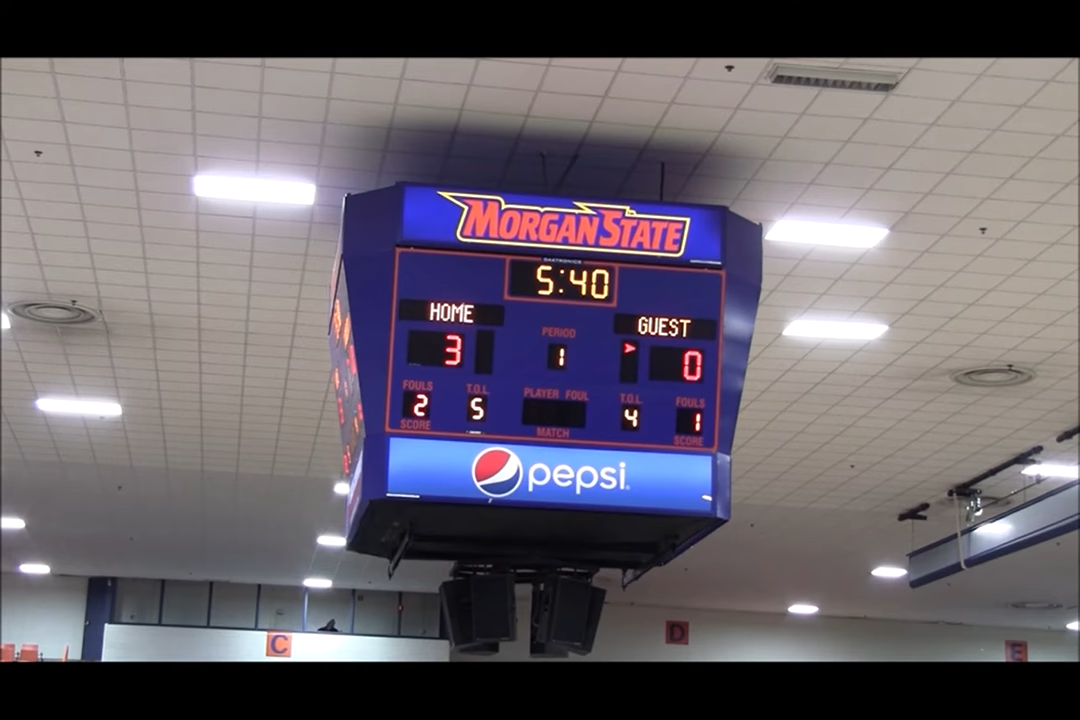 MORGAN STATE
DAKTRONICS
5:40
HOME
GUEST
PERIOD
3
1
0
FOULS
T.O.L.
PLAYER FOUL
T.O.L.
FOULS
2
5
4
1
SCORE
MATCH
SCORE
pepsi
C
D
E